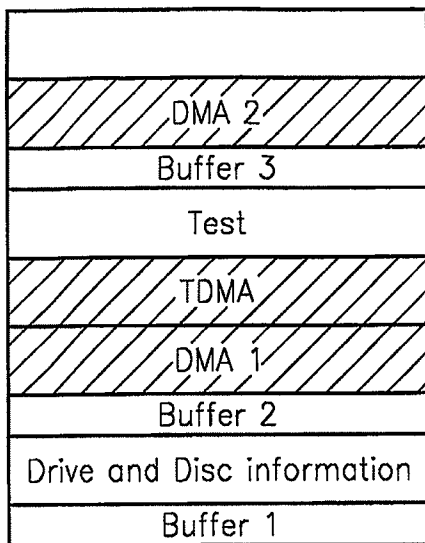 DMA 2
Buffer 3
Test
TDMA
DMA 1
Buffer 2
Drive and Disc information
Buffer 1